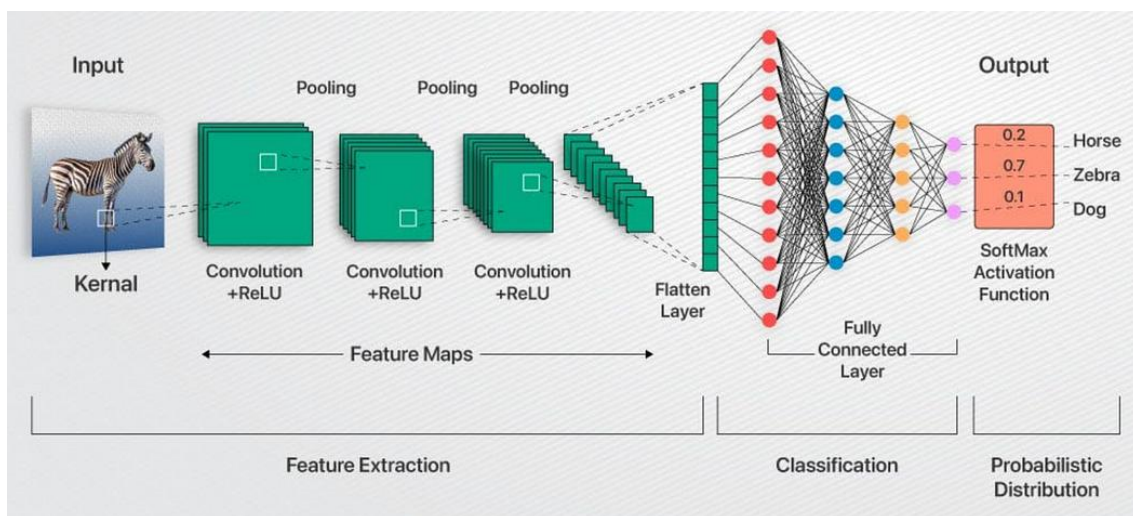 Input
Output
Pooling
Pooling
Pooling
0.2
Horse
0.7
Zebra
0.1
Dog
Kernal
Convolution
+ReLU
Convolution
+ReLU
Convolution
+ReLU
Flatten
Layer
SoftMax
Activation
Function
Feature Maps
Fully
Connected
Layer
Feature Extraction
Classification
Probabilistic
Distribution